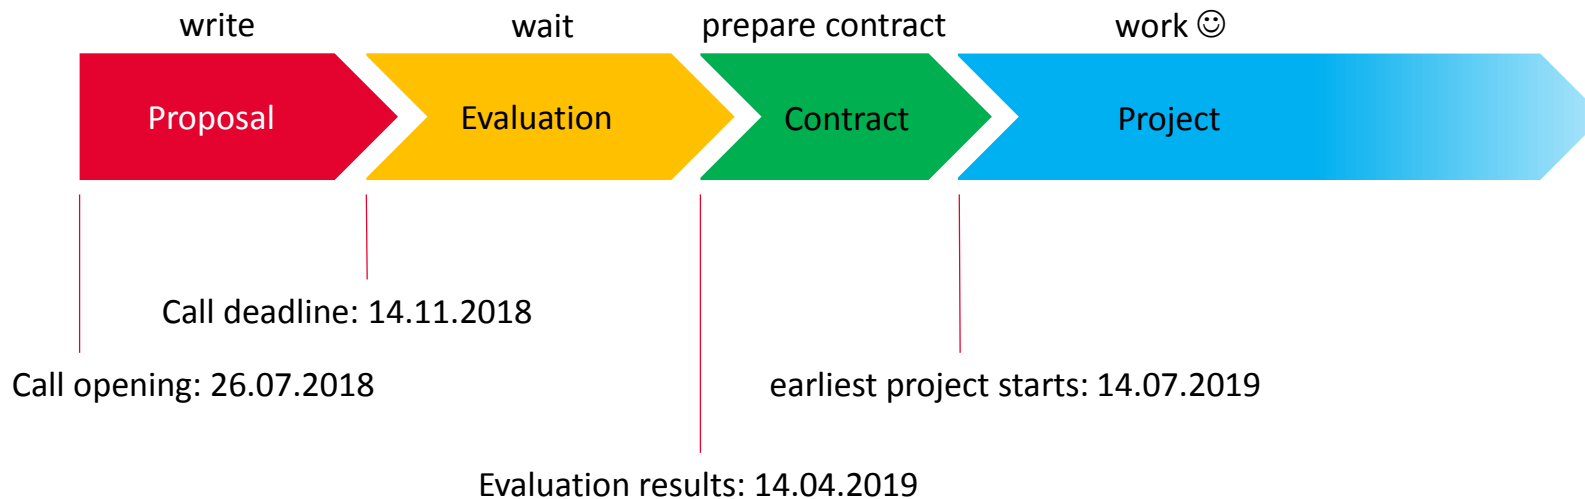 write
wait
prepare contract
work ☺
Proposal
Evaluation
Contract
Project
Call deadline: 14.11.2018
Call opening: 26.07.2018
earliest project starts: 14.07.2019
Evaluation results: 14.04.2019